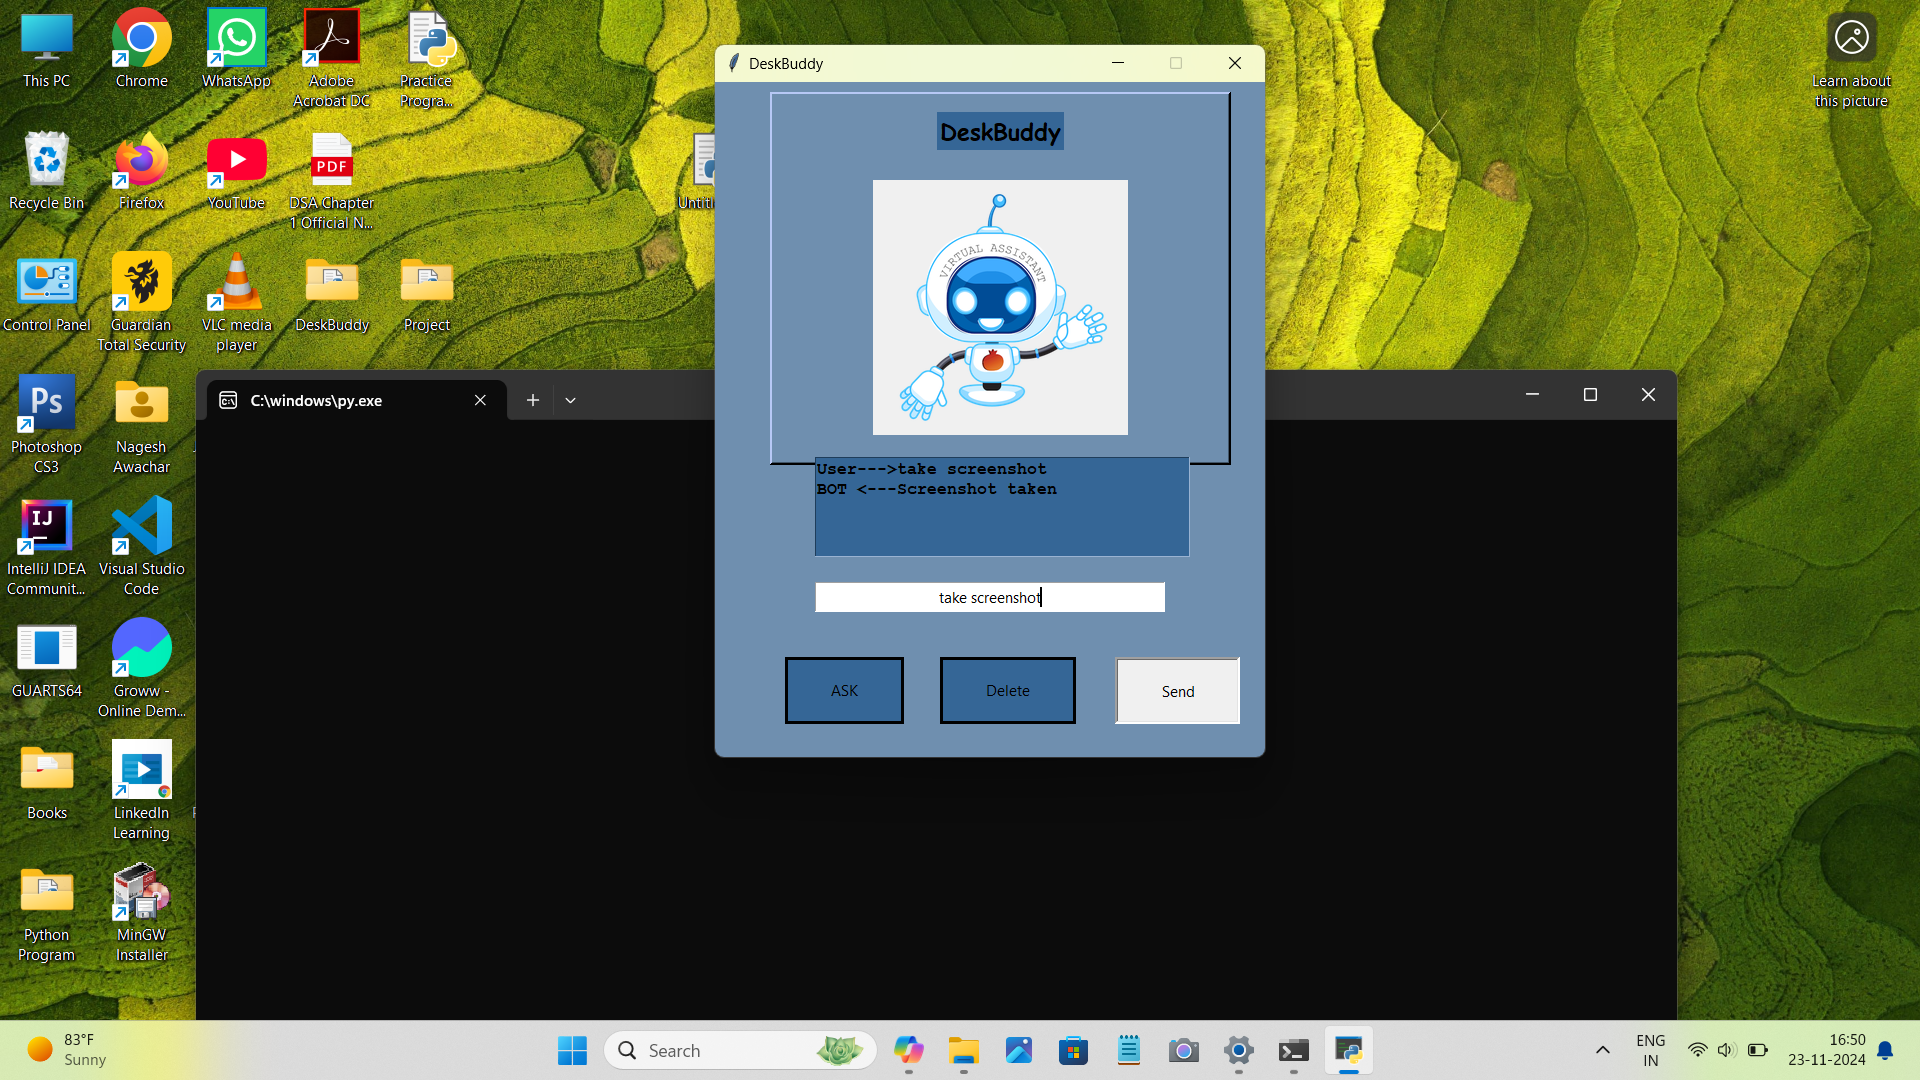 This PC
Chrome
WhatsApp
Adobe
Acrobat DC
Practice
Progra...
Learn about
this picture
Recycle Bin
Firefox
YouTube
PDF
DSA Chapter
1 Official N...
Control Panel
Guardian
Total Security
VLC media
player
DeskBuddy
Project
Ps
Photoshop
CS3
Nagesh
Awachar
IJ
IntelliJ IDEA
Communit...
Visual Studio
Code
GUARTS64
Groww -
Online Dem...
Books
LinkedIn
Learning
Python
Program
MinGW
Installer
C:\windows\py.exe
DeskBuddy
DeskBuddy
VIRTUAL ASSISTANT
User--->take screenshot
BOT <---Screenshot taken
take screenshot
ASK
Delete
Send
83°F
Sunny
Search
ENG
IN
16:50
23-11-2024